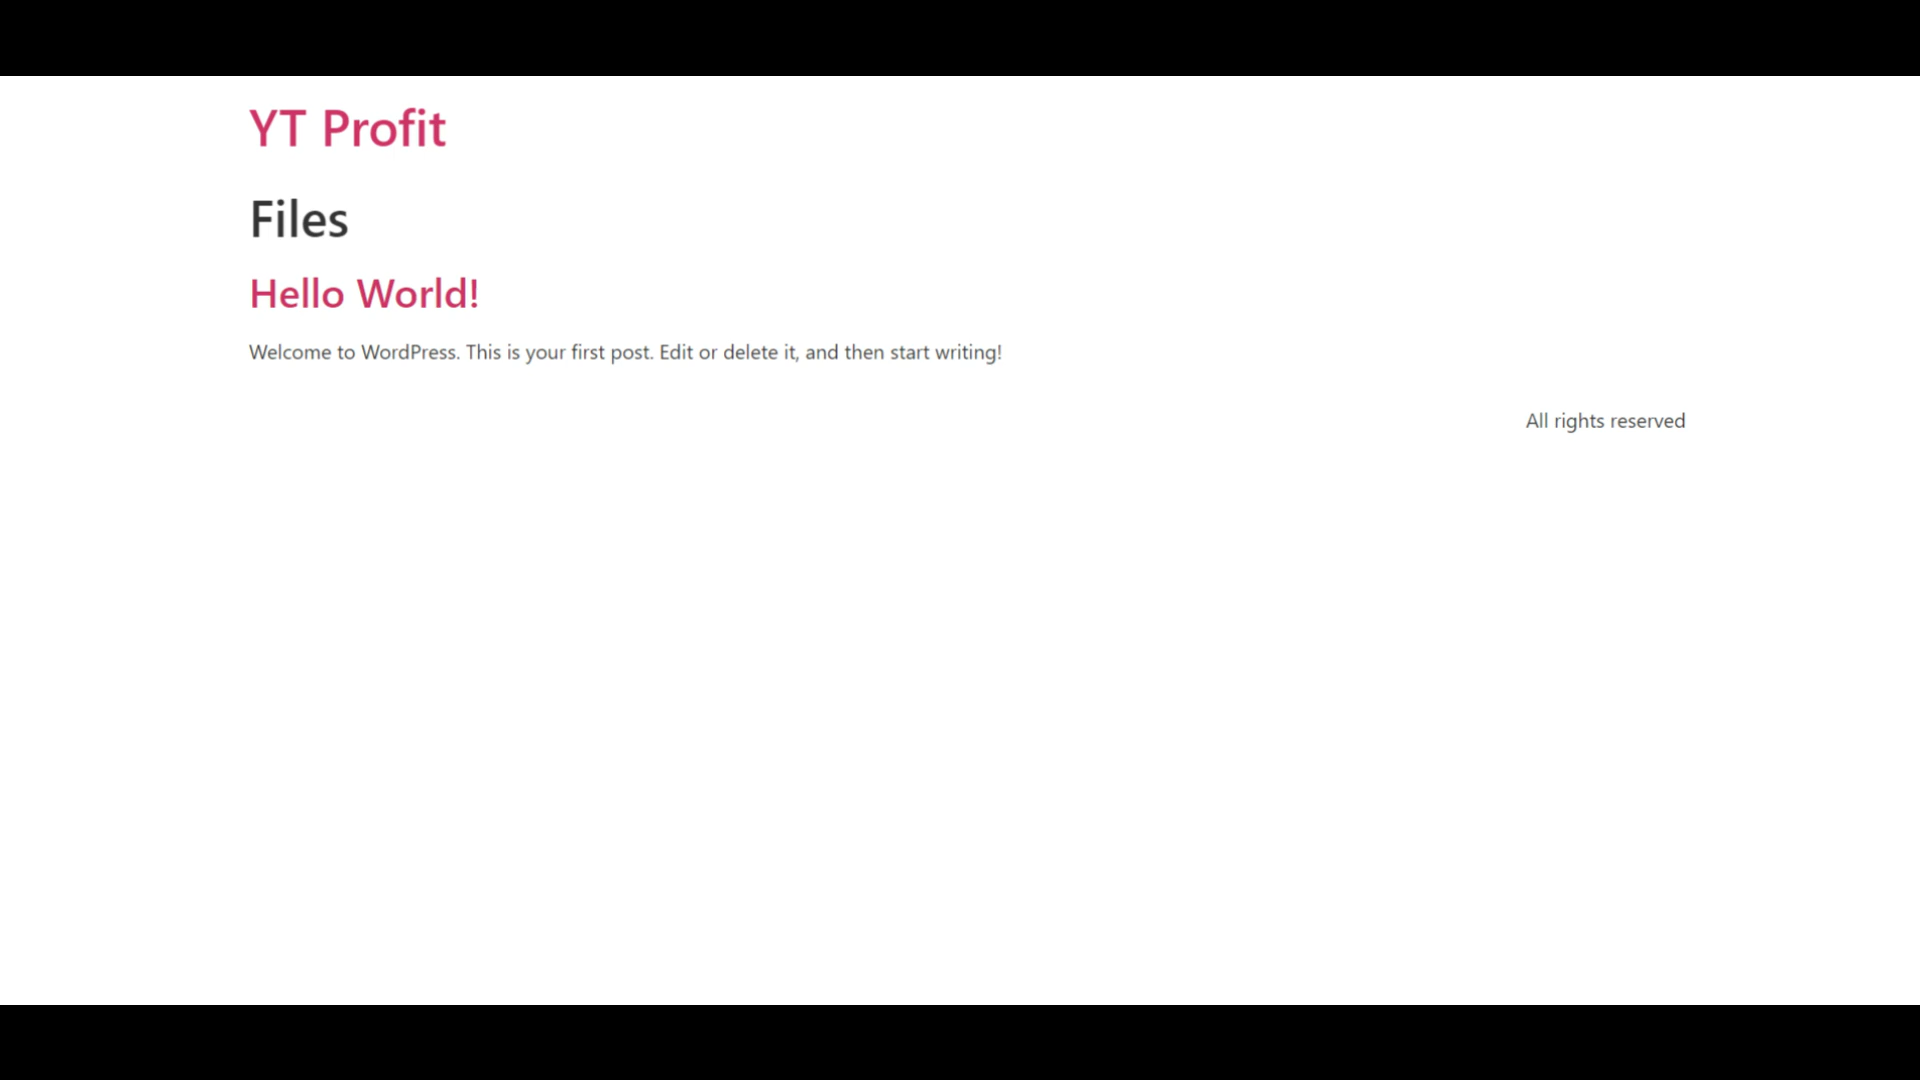 YT Profit
Files
Hello World!
Welcome to WordPress. This is your first post. Edit or delete it, and then start writing!
All rights reserved